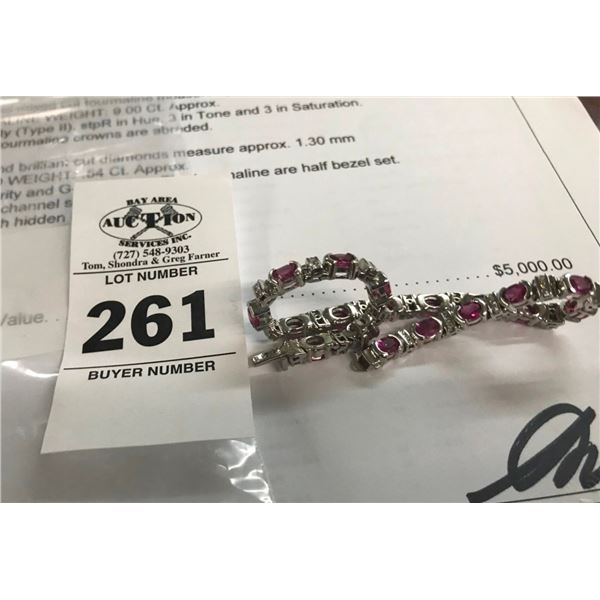 tourmaline
WEIGHT: 9.00 Ct. Approx.
(Type II), stpR in Hue, 3 in Tone and 3 in Saturation.
tourmaline crowns are abraded.
nd brilliant cut diamonds measure approx. 1.30 mm
WEIGHT: .54 Ct. Approx.
rity and G
maline are half bezel set.
channel s
h hidden
BAY AREA
AUCTION
SERVICES INC.
(727) 548-9303
Tom, Shondra & Greg Farner
LOT NUMBER
261
BUYER NUMBER
$5,000.00
Value.